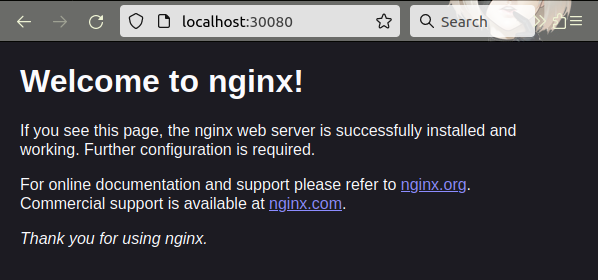 localhost:30080
Search
Welcome to nginx!
If you see this page, the nginx web server is successfully installed and
working. Further configuration is required.
For online documentation and support please refer to nginx.org.
Commercial support is available at nginx.com.
Thank you for using nginx.